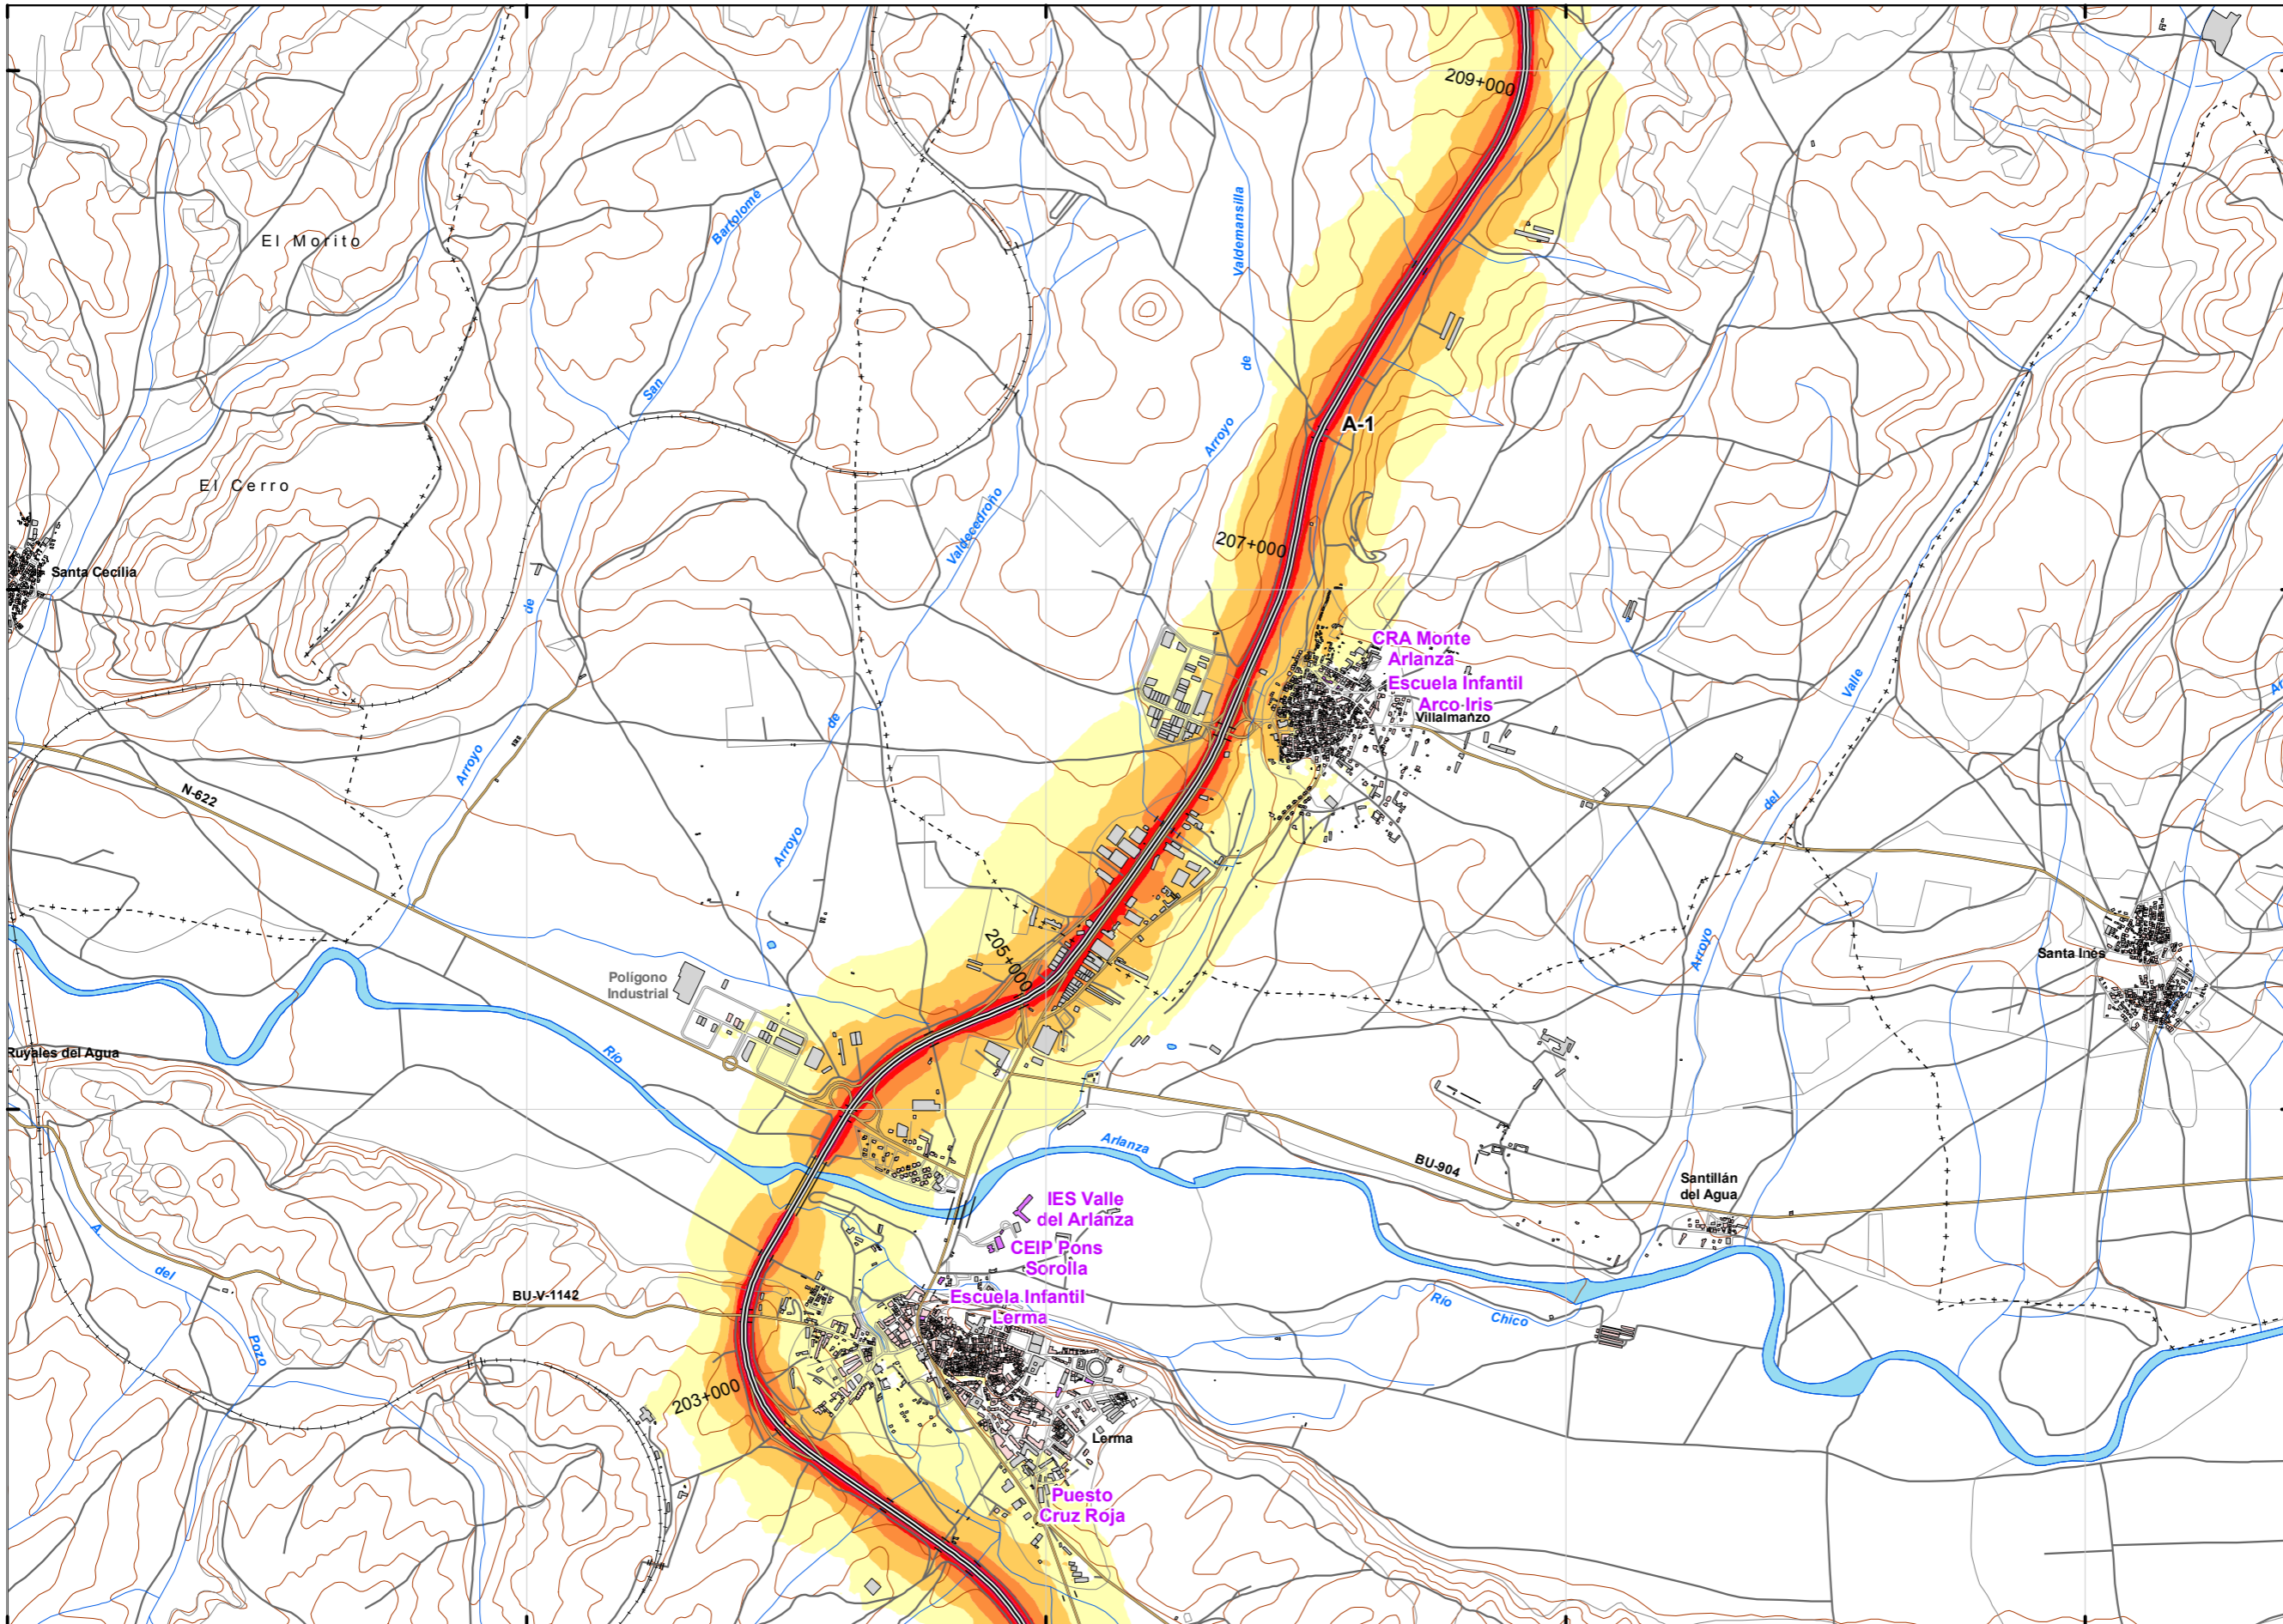 209+000
El Morito
Bartolome
San
de
Arroyo
Valdemansilla
de
Arroyo
A-1
El Cerro
Valdecedroño
de
Arroyo
207+000
Santa Cecilia
CRA Monte
Arlanza
Escuela Infantil
Arco Iris
Villalmanzo
Valle
del
Arroyo
N-622
205+000
Polígono
Industrial
Santa Inés
Ruyales del Agua
Río
Arlanza
BU-904
Santillán
del Agua
IES Valle
del Arlanza
CEIP Pons
Sorolla
Escuela Infantil
Lerma
A.
del
Pozo
BU-V-1142
Río
Chico
203+000
Lerma
Puesto
Cruz Roja